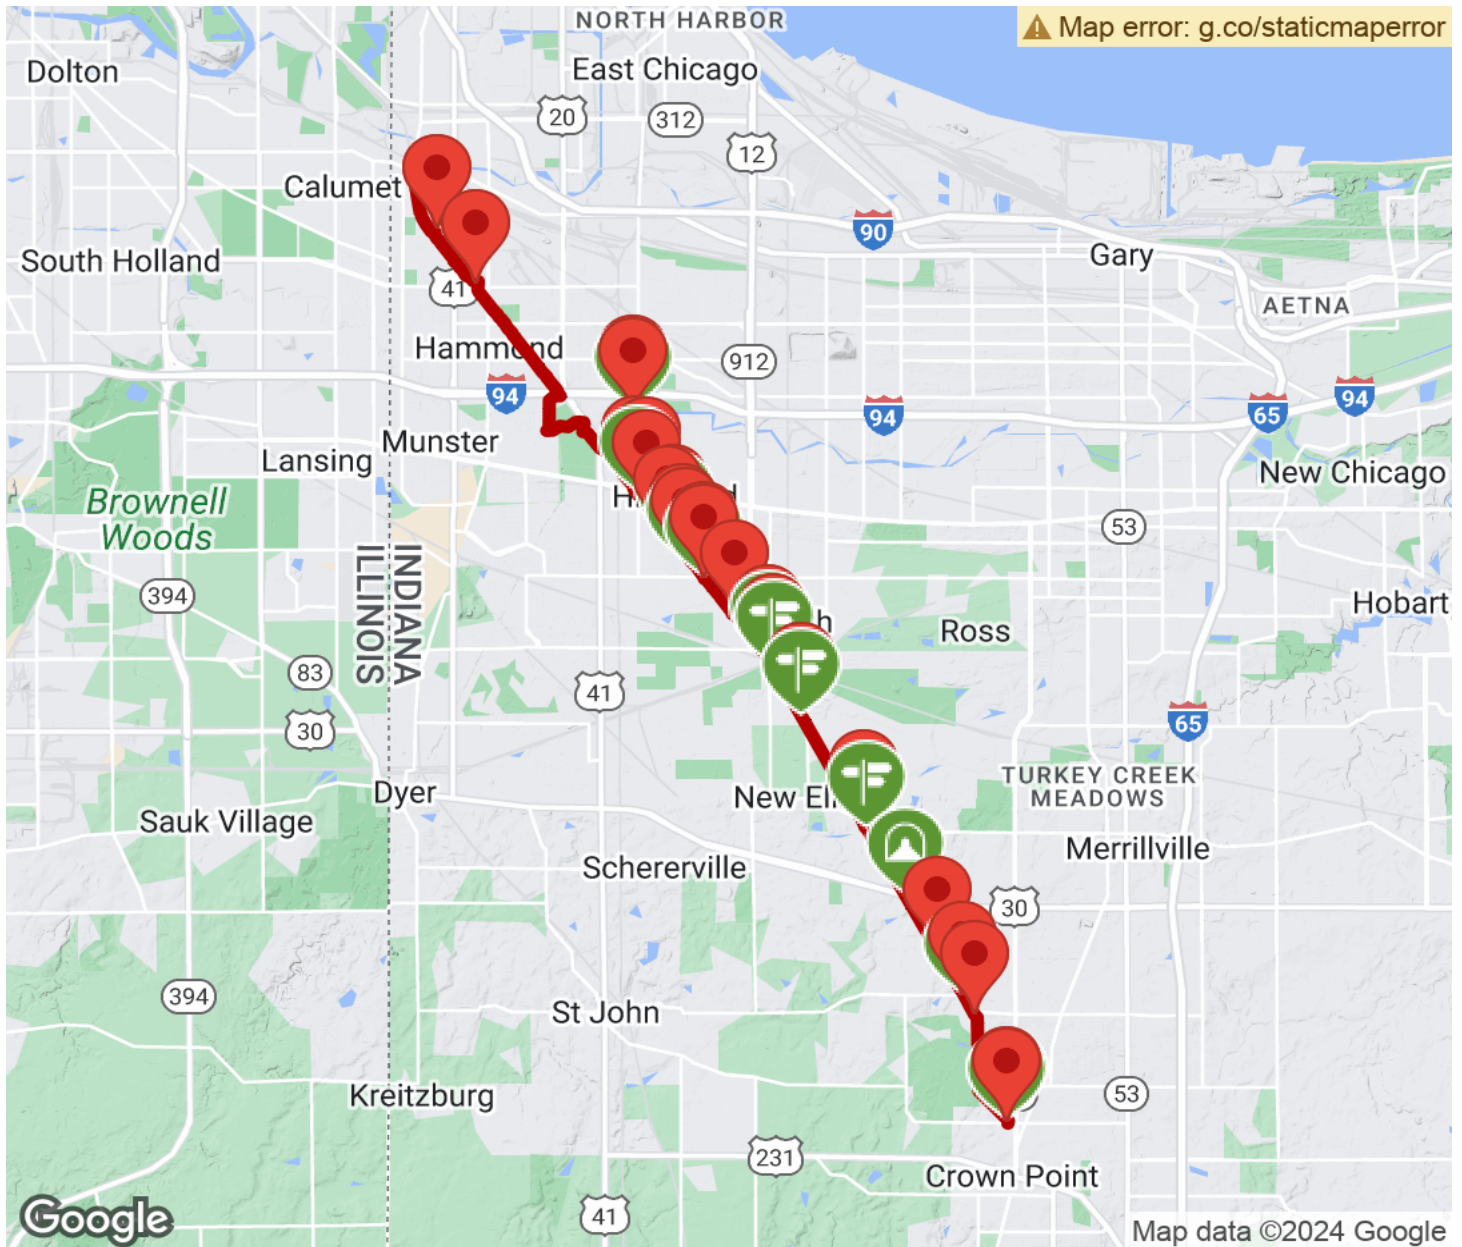 NORTH HARBOR
Map error: g.co/staticmaperror
Dolton
East Chicago
20
312
12
Calumet
90
South Holland
Gary
41
AETNA
Hammond
912
94
94
94
65
Munster
Lansing
New Chicago
Brownell
Woods
53
INDIANA
ILLINOIS
394
Hobart
Ross
83
41
30
65
TURKEY CREEK
MEADOWS
Dyer
Sauk Village
Merrillville
Schererville
30
394
St John
Kreitzburg
53
231
Crown Point
41
Google
Map data ©2024 Google